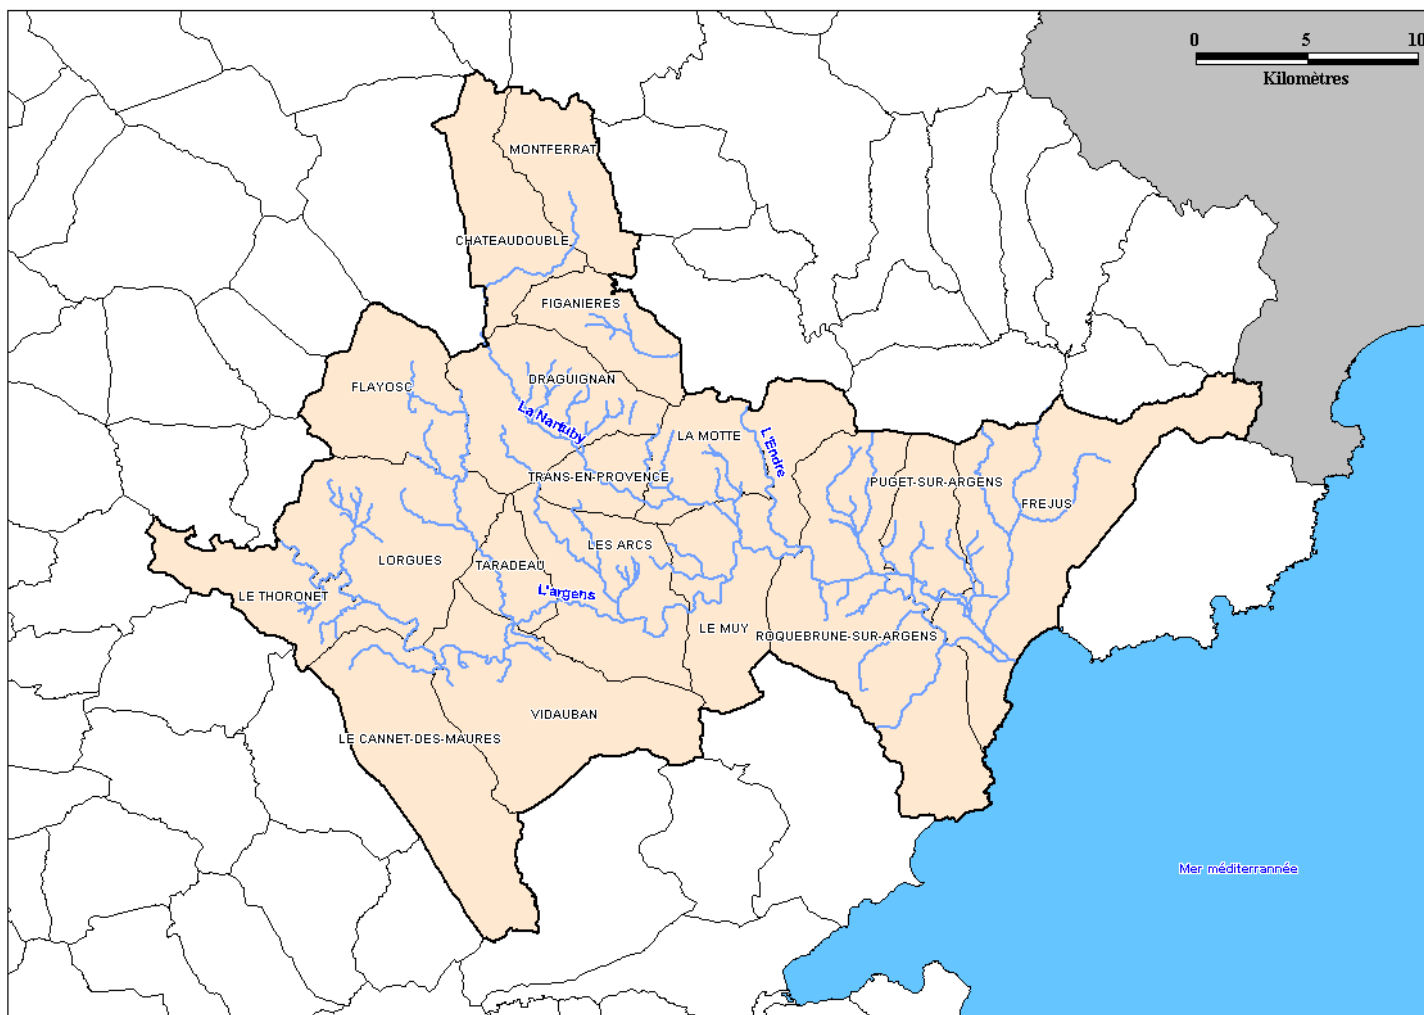 0 5 10
Kilomètres
MONTFERRAT
CHATEAUDOUBLE
FIGANIERES
DRAGUIGNAN
FLAYOSC
La Nartuby
L'Endre
LA MOTTE
TRANS-EN-PROVENCE
PUGET-SUR-ARGENS
FREJUS
LES ARCS
LORGUES
TARADEAU
L'argens
LE THORONET
LE MUY
ROQUEBRUNE-SUR-ARGENS
VIDAUBAN
LE CANNET-DES-MAURES
Mer méditerrannée